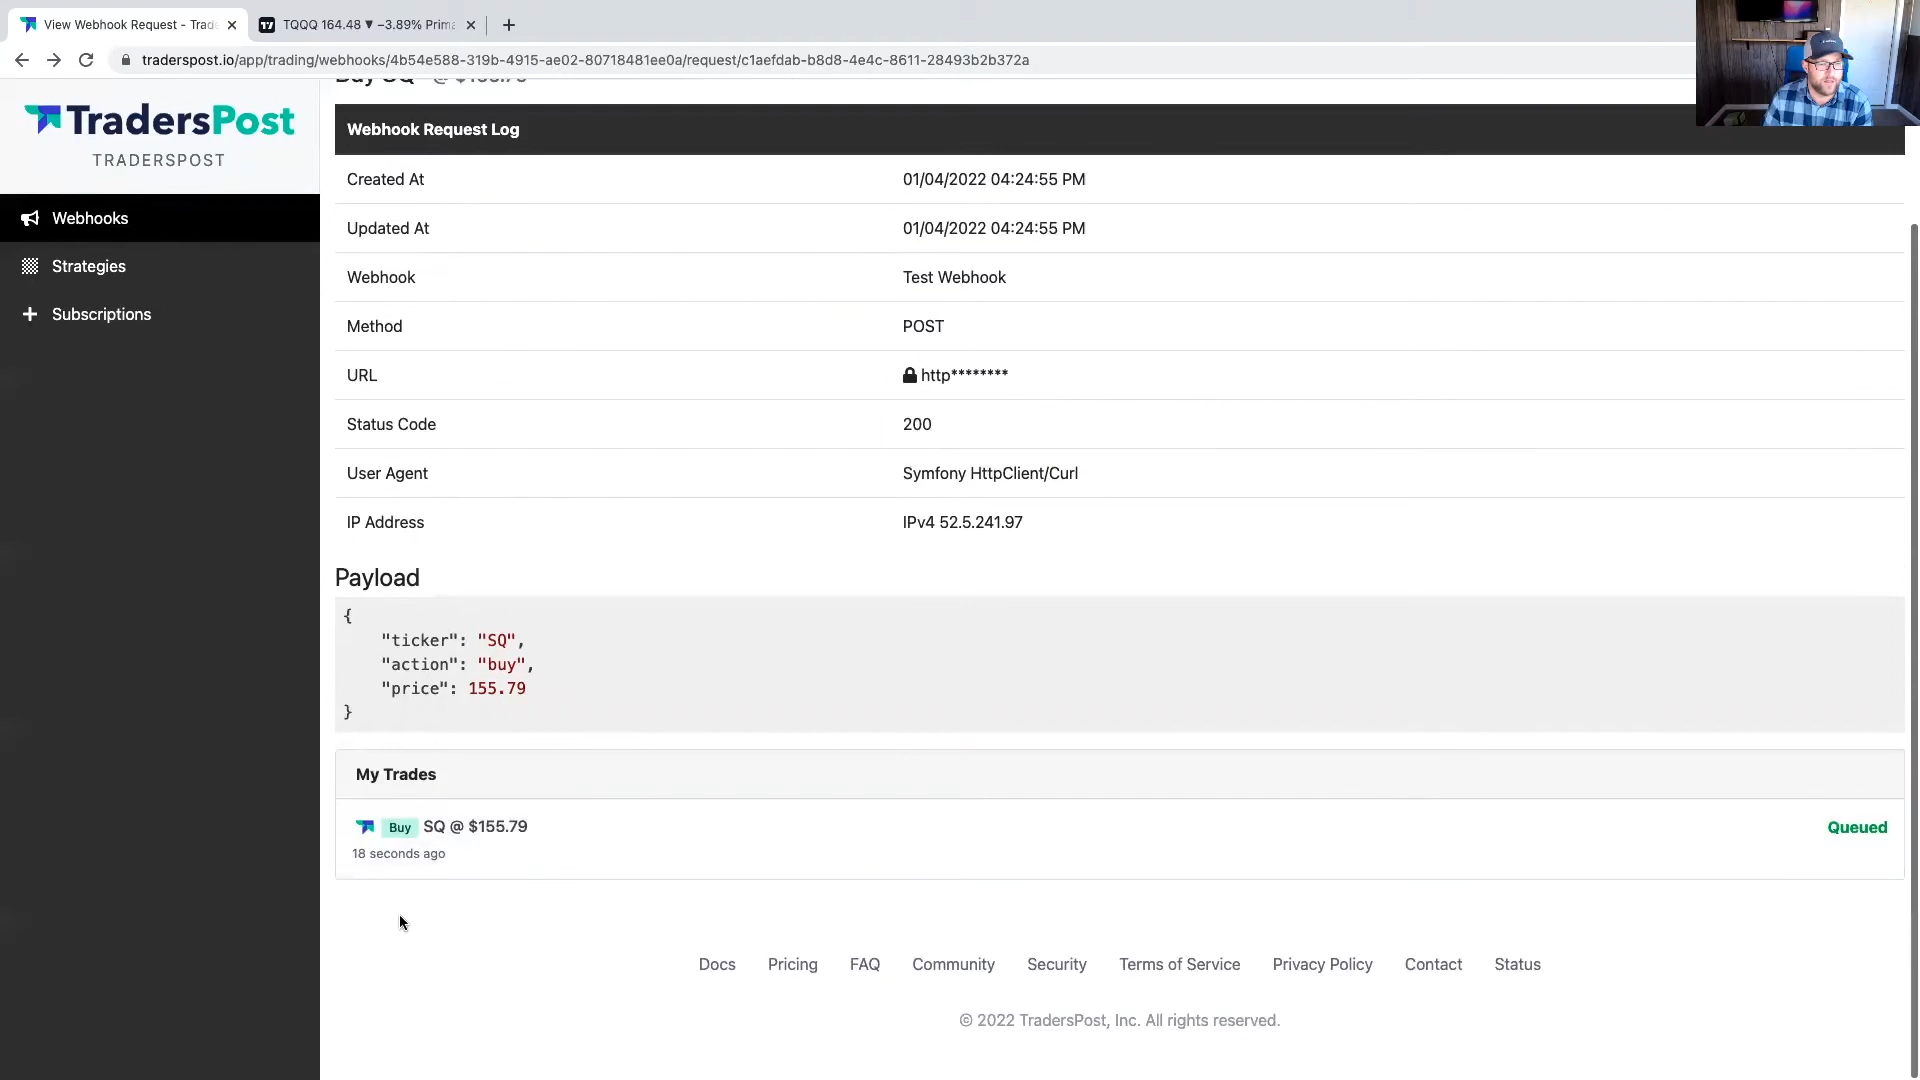 View Webhook Request - Trade
TQQQ 164.48 ▼ −3.89% Prim
traderspost.io/app/trading/webhooks/4b54e588-319b-4915-ae02-80718481ee0a/request/c1aefdab-b8d8-4e4c-8611-28493b2b372a
TradersPost
TRADERSPOST
Webhooks
Strategies
Subscriptions
Buy SQ @ $155.79
Webhook Request Log
Created At 01/04/2022 04:24:55 PM
Updated At 01/04/2022 04:24:55 PM
Webhook Test Webhook
Method POST
URL http********
Status Code 200
User Agent Symfony HttpClient/Curl
IP Address IPv4 52.5.241.97
Payload
{
"ticker": "SQ",
"action": "buy",
"price": 155.79
}
My Trades
Buy SQ @ $155.79 Queued
18 seconds ago
Docs Pricing FAQ Community Security Terms of Service Privacy Policy Contact Status
© 2022 TradersPost, Inc. All rights reserved.